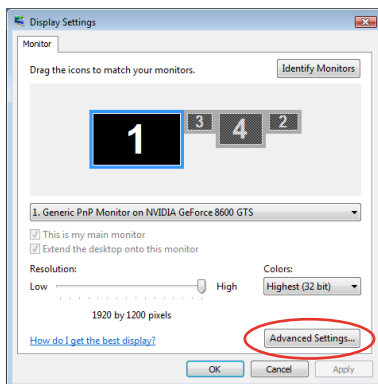 Display Settings
Monitor
Drag the icons to match your monitors.
Identify Monitors
1
3
4
2
1. Generic PnP Monitor on NVIDIA GeForce 8600 GTS
This is my main monitor
Extend the desktop onto this monitor
Resolution:
Colors:
Low
High
Highest (32 bit)
1920 by 1200 pixels
How do I get the best display?
Advanced Settings...
OK
Cancel
Apply